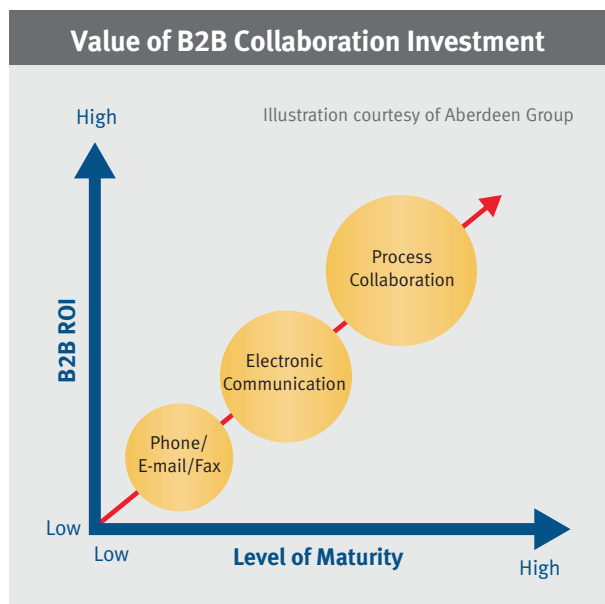 Value of B2B Collaboration Investment
Illustration courtesy of Aberdeen Group
High
Process
Collaboration
B2B ROI
Electronic
Communication
Phone/
E-mail/Fax
Low
Low
Level of Maturity
High